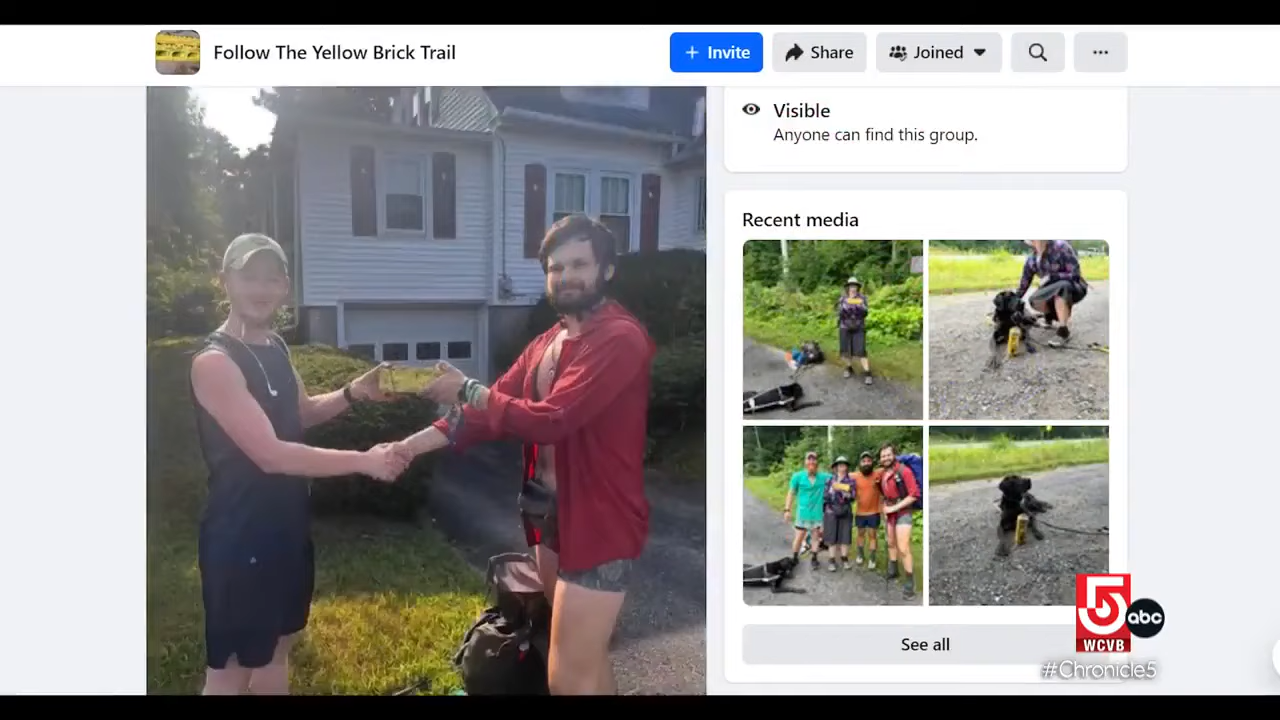 Follow The Yellow Brick Trail
+ Invite
Share
Joined
Visible
Anyone can find this group.
Recent media
See all
5
abc
WCVB
#Chronicle5